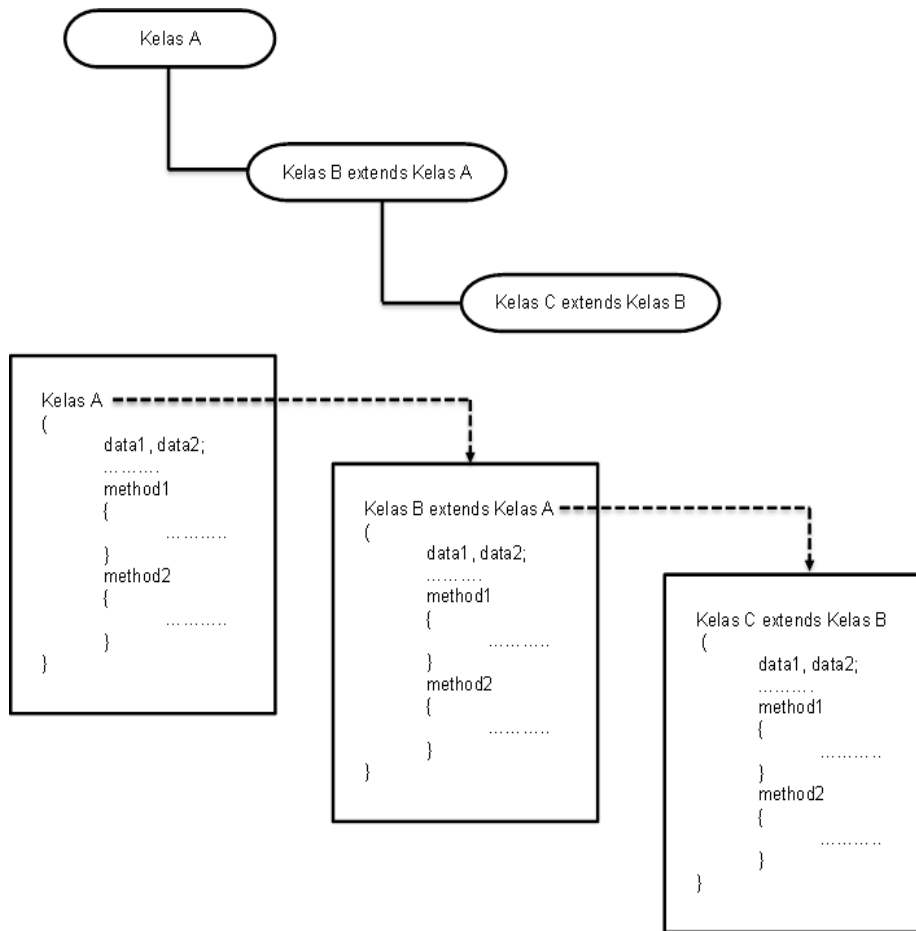 Kelas A
Kelas B extends Kelas A
Kelas C extends Kelas B
Kelas A
(
data1, data2;
……….
method1
{
………..
}
method2
{
………..
}
}
Kelas B extends Kelas A
(
data1, data2;
……….
method1
{
………..
}
method2
{
………..
}
}
Kelas C extends Kelas B
(
data1, data2;
……….
method1
{
………..
}
method2
{
………..
}
}